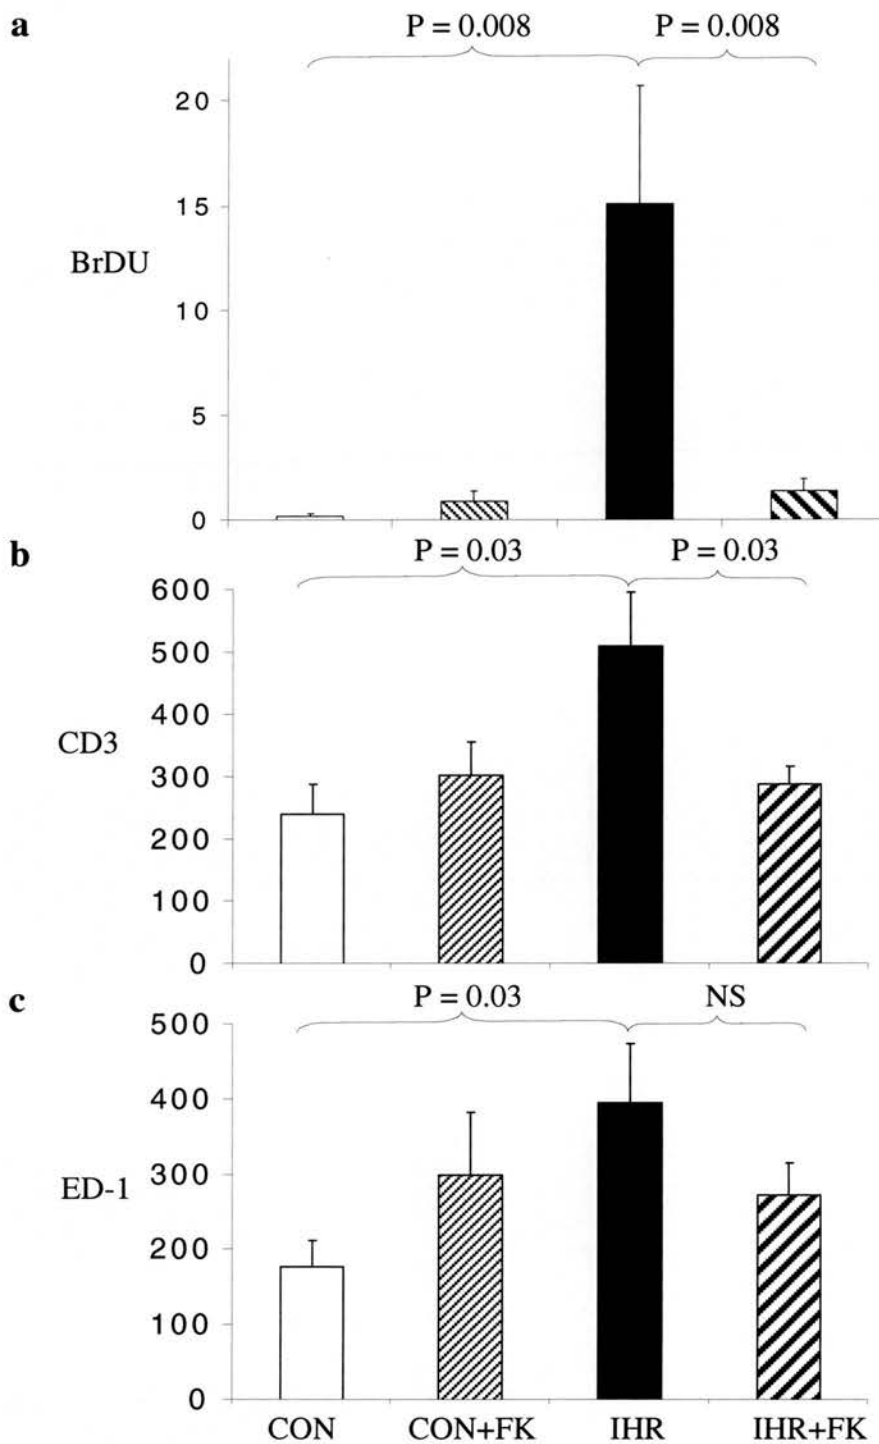 a
P = 0.008 P = 0.008
20
15
BrDU
10
5
0
b
P = 0.03 P = 0.03
600
500
400
CD3
300
200
100
0
c
P = 0.03 NS
500
400
300
ED-1
200
100
0
CON CON+FK IHR IHR+FK